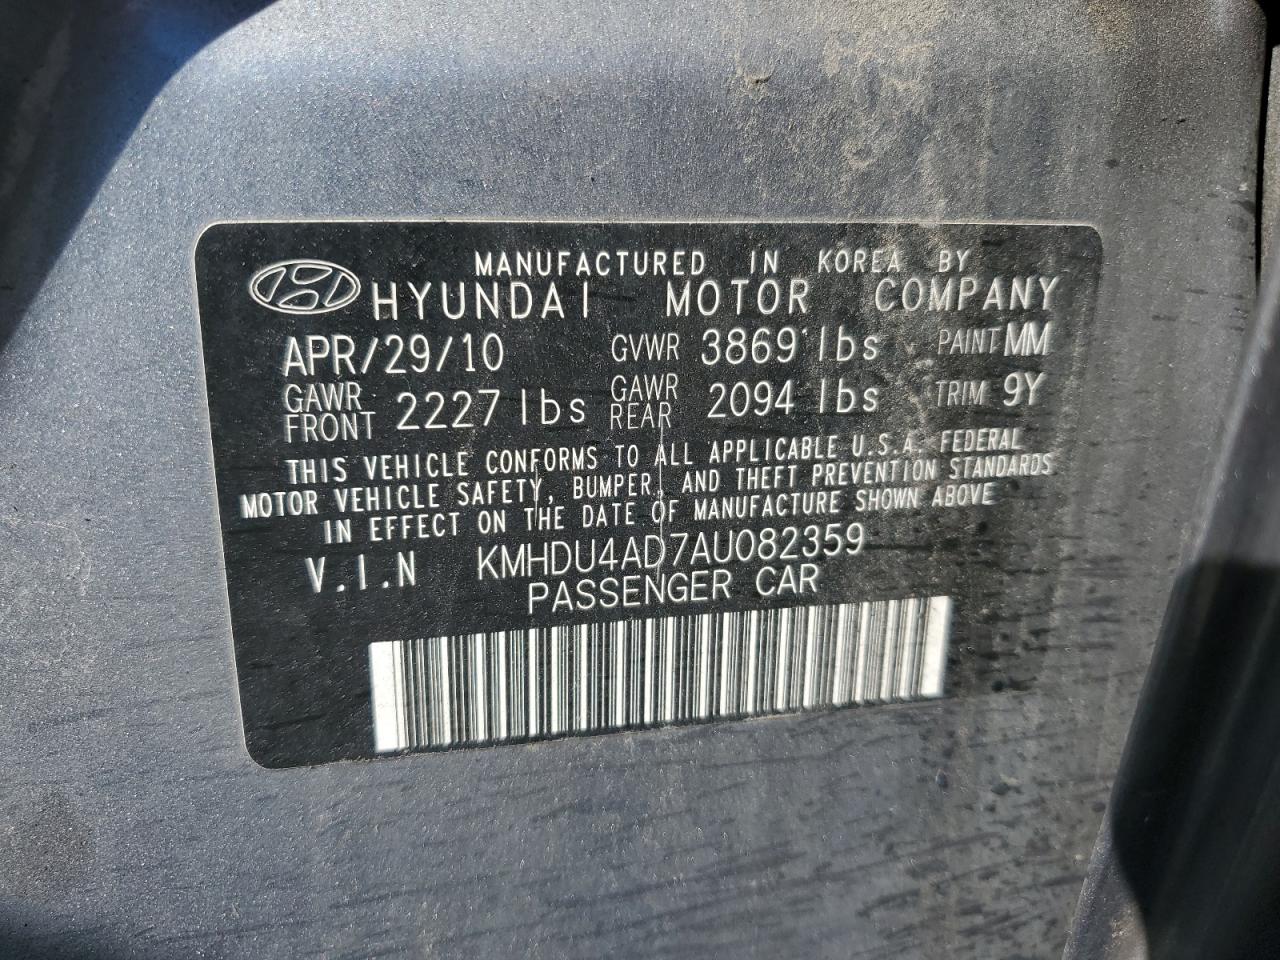 MANUFACTURED IN KOREA BY
HYUNDAI MOTOR COMPANY
APR/29/10 GVWR 3869 lbs PAINT MM
GAWR FRONT 2227 lbs GAWR REAR 2094 lbs TRIM 9Y
THIS VEHICLE CONFORMS TO ALL APPLICABLE U.S.A. FEDERAL
MOTOR VEHICLE SAFETY, BUMPER, AND THEFT PREVENTION STANDARDS
IN EFFECT ON THE DATE OF MANUFACTURE SHOWN ABOVE
V.I.N KMHDU4AD7AU082359
PASSENGER CAR